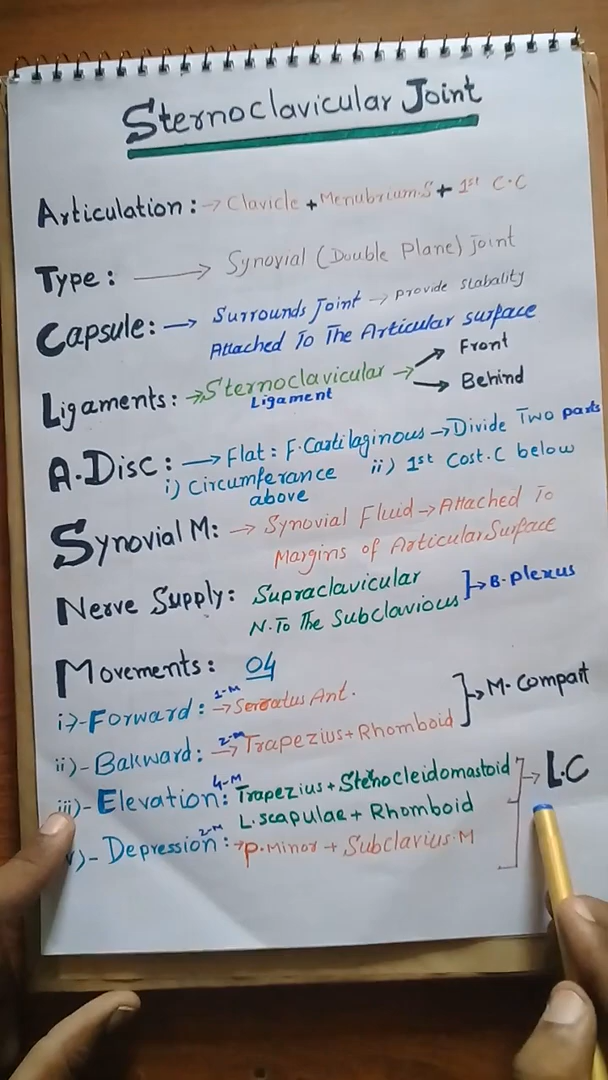 Sternoclavicular Joint
Articulation: → Clavicle + Menubrium.S + 1st C.C
Type: → Synovial (Double Plane) joint
Capsule: → Surrounds Joint → provide stability
Attached To The Articular surface
Ligaments: → Sternoclavicular → Front
Ligament Behind
A.Disc: → Flat: F.Cartilaginous → Divide Two parts
i) Circumferance ii) 1st Cost.C below
above
Synovial M: → Synovial Fluid → Attached To
Margins of Articular Surface
Nerve Supply: Supraclavicular
N.To The Subclavious → B.plexus
Movements: 04
i)-Forward: 1-M → Serratus Ant.
→ M.Compart
ii)-Bakward: 2-M → Trapezius+Rhomboid
iii)-Elevation: 4-M Trapezius+Stenocleidomastoid → L.C
L.scapulae + Rhomboid
v)-Depression: 2-M → P.Minor + Subclavius.M